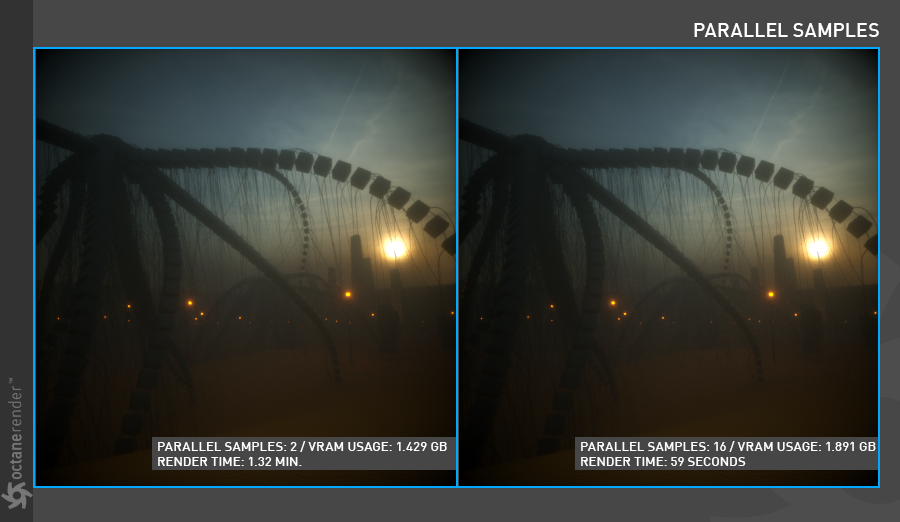 PARALLEL SAMPLES
PARALLEL SAMPLES: 2 / VRAM USAGE: 1.429 GB
RENDER TIME: 1.32 MIN.
PARALLEL SAMPLES: 16 / VRAM USAGE: 1.891 GB
RENDER TIME: 59 SECONDS
octanerender™